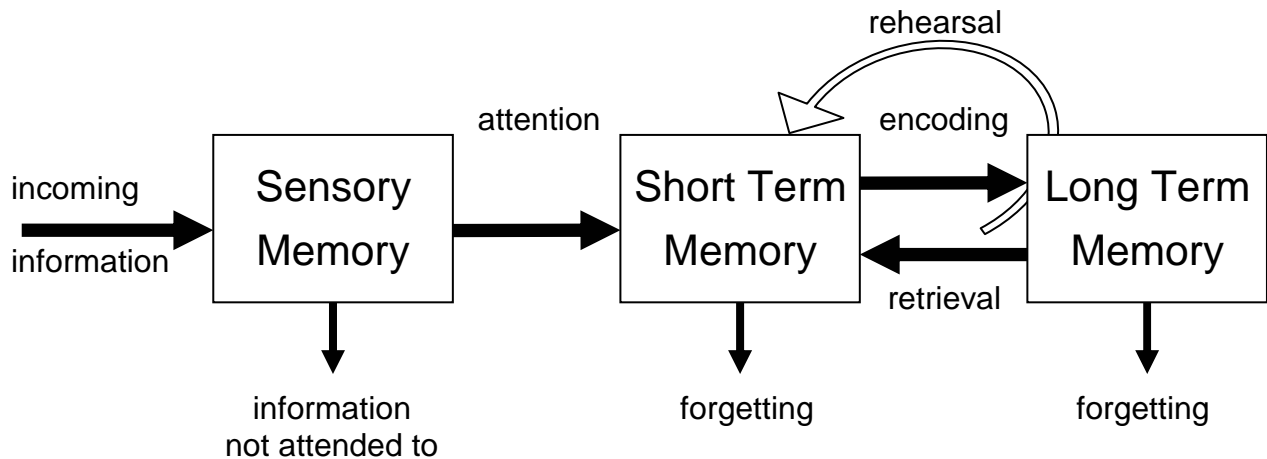 rehearsal
attention
encoding
incoming
information
Sensory
Memory
Short Term
Memory
Long Term
Memory
retrieval
information
not attended to
forgetting
forgetting